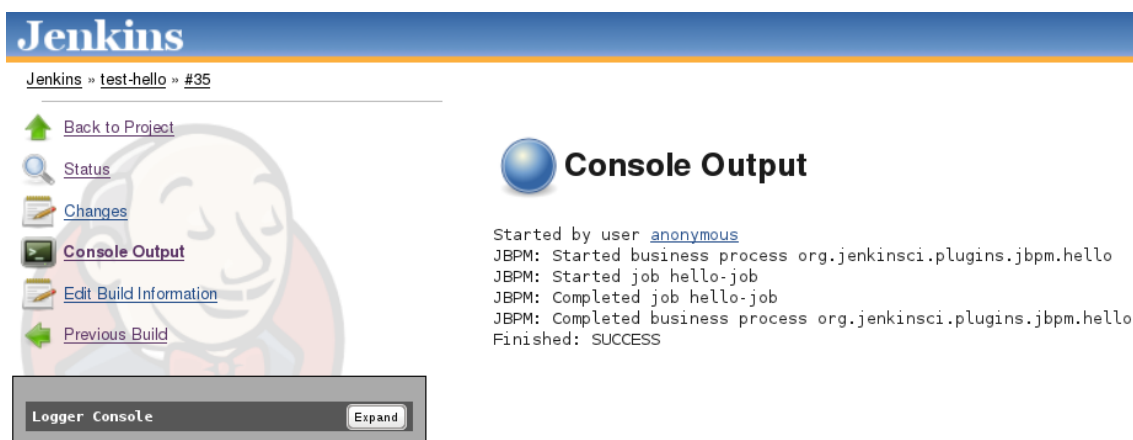 Jenkins
Jenkins » test-hello » #35
Back to Project
Status
Changes
Console Output
Edit Build Information
Previous Build
Logger Console
Expand
Console Output
Started by user anonymous
JBPM: Started business process org.jenkinsci.plugins.jbpm.hello
JBPM: Started job hello-job
JBPM: Completed job hello-job
JBPM: Completed business process org.jenkinsci.plugins.jbpm.hello
Finished: SUCCESS